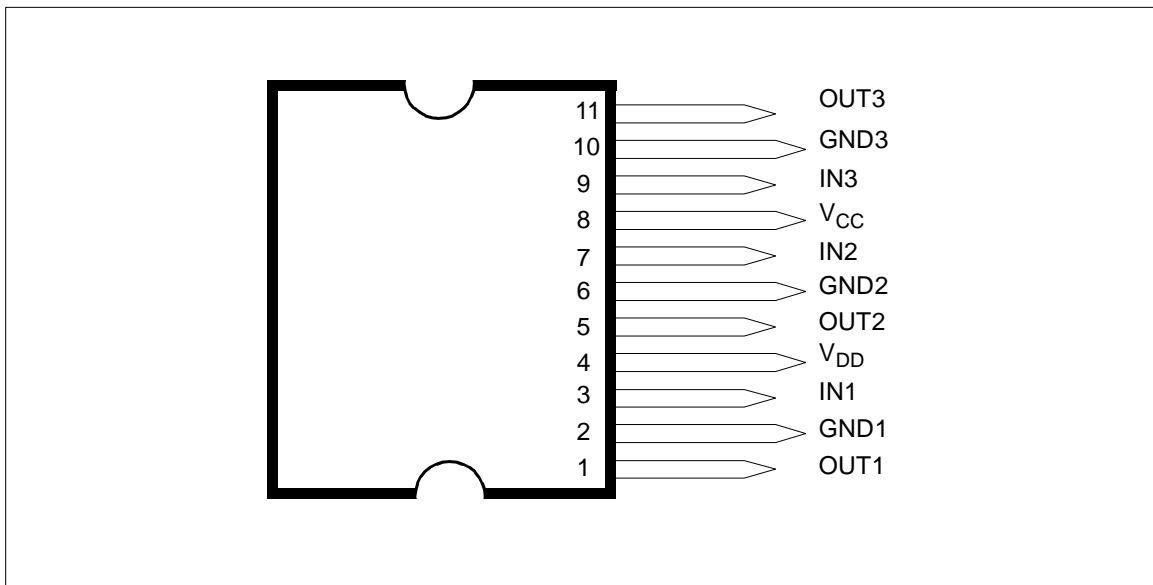 11 OUT3
10 GND3
9 IN3
8 VCC
7 IN2
6 GND2
5 OUT2
4 VDD
3 IN1
2 GND1
1 OUT1